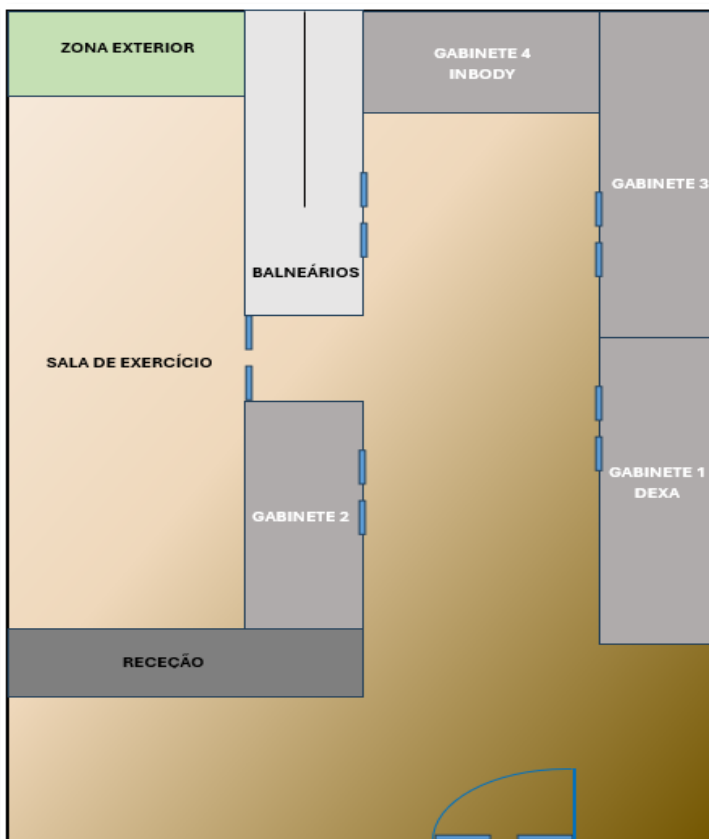 ZONA EXTERIOR
GABINETE 4
INBODY
GABINETE 3
BALNEÁRIOS
SALA DE EXERCÍCIO
GABINETE 1
DEXA
GABINETE 2
RECEÇÃO